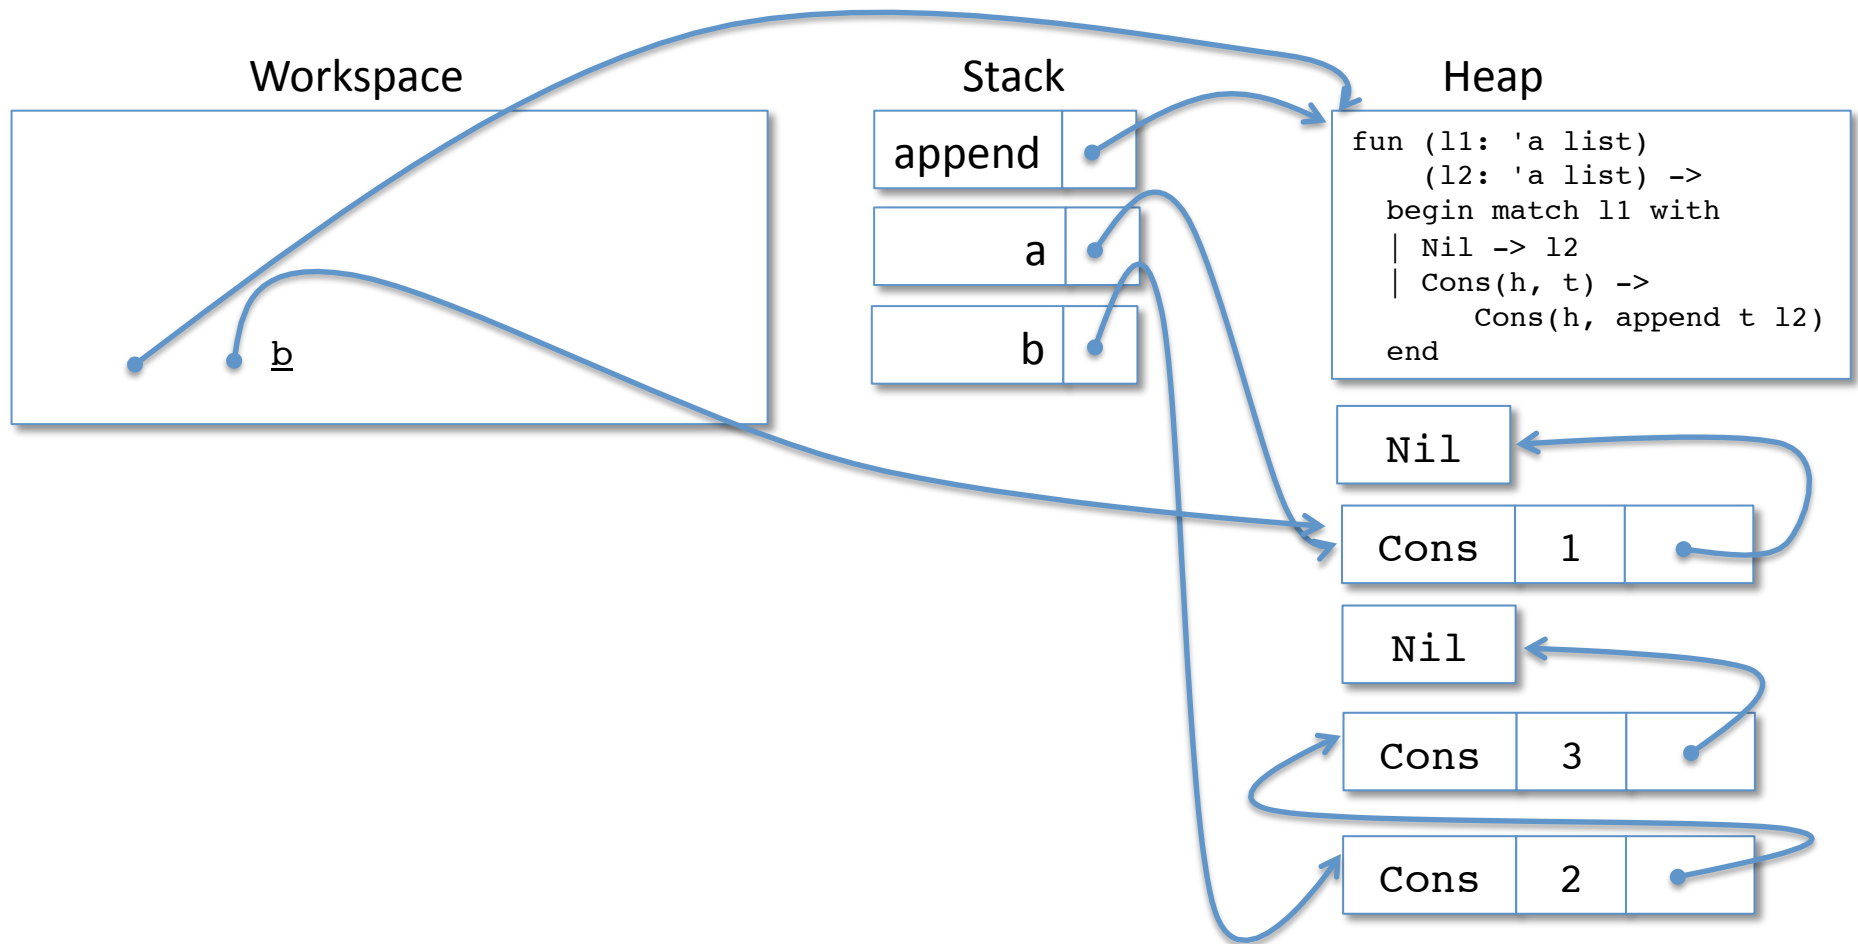 Workspace
b
Stack
append
a
b
Heap
fun (l1: 'a list)
(l2: 'a list) ->
begin match l1 with
| Nil -> l2
| Cons(h, t) ->
Cons(h, append t l2)
end
Nil
Cons 1
Nil
Cons 3
Cons 2